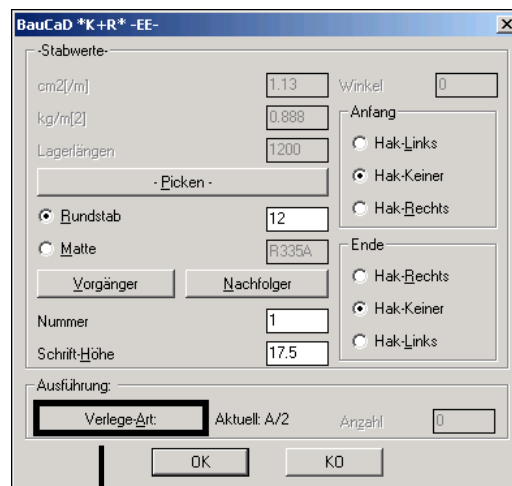 BauCaD *K+R* -EE-
-Stabwerte-
cm2[/m] 1.13 Winkel 0
kg/m[2] 0.888
Lagerlängen 1200
- Picken -
Rundstab 12
Matte R335A
Vorgänger Nachfolger
Nummer 1
Schrift-Höhe 17.5
Anfang
Hak-Links
Hak-Keiner
Hak-Rechts
Ende
Hak-Rechts
Hak-Keiner
Hak-Links
Ausführung:
Verlege-Art: Aktuell: A/2 Anzahl 0
OK KO